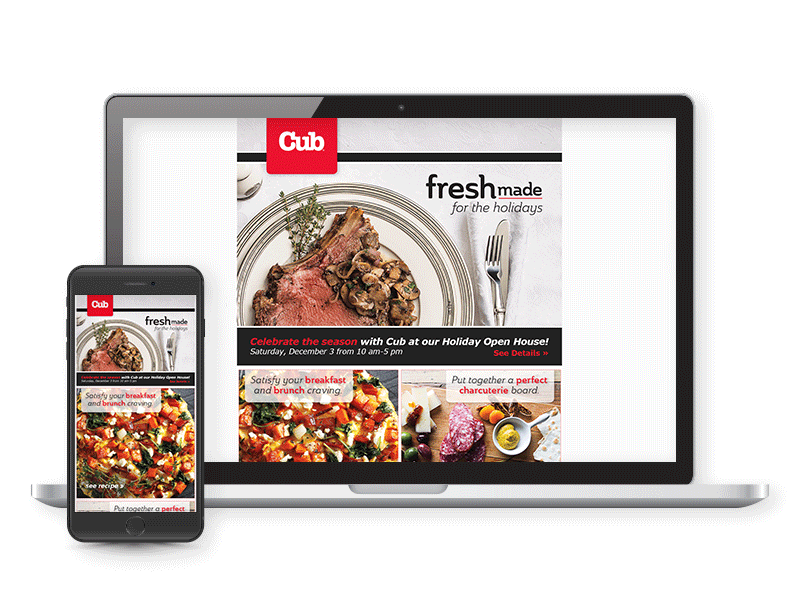 Cub
fresh made
for the holidays
Celebrate the season with Cub at our Holiday Open House!
Saturday, December 3 from 10 am-5 pm
See Details »
Satisfy your breakfast
and brunch craving.
Put together a perfect
charcuterie board.
Cub
fresh made
for the holidays
Celebrate the season with Cub at our Holiday Open House!
Saturday, December 3 from 10 am-5 pm
See Details »
Satisfy your breakfast
and brunch craving.
see recipe »
Put together a perfect